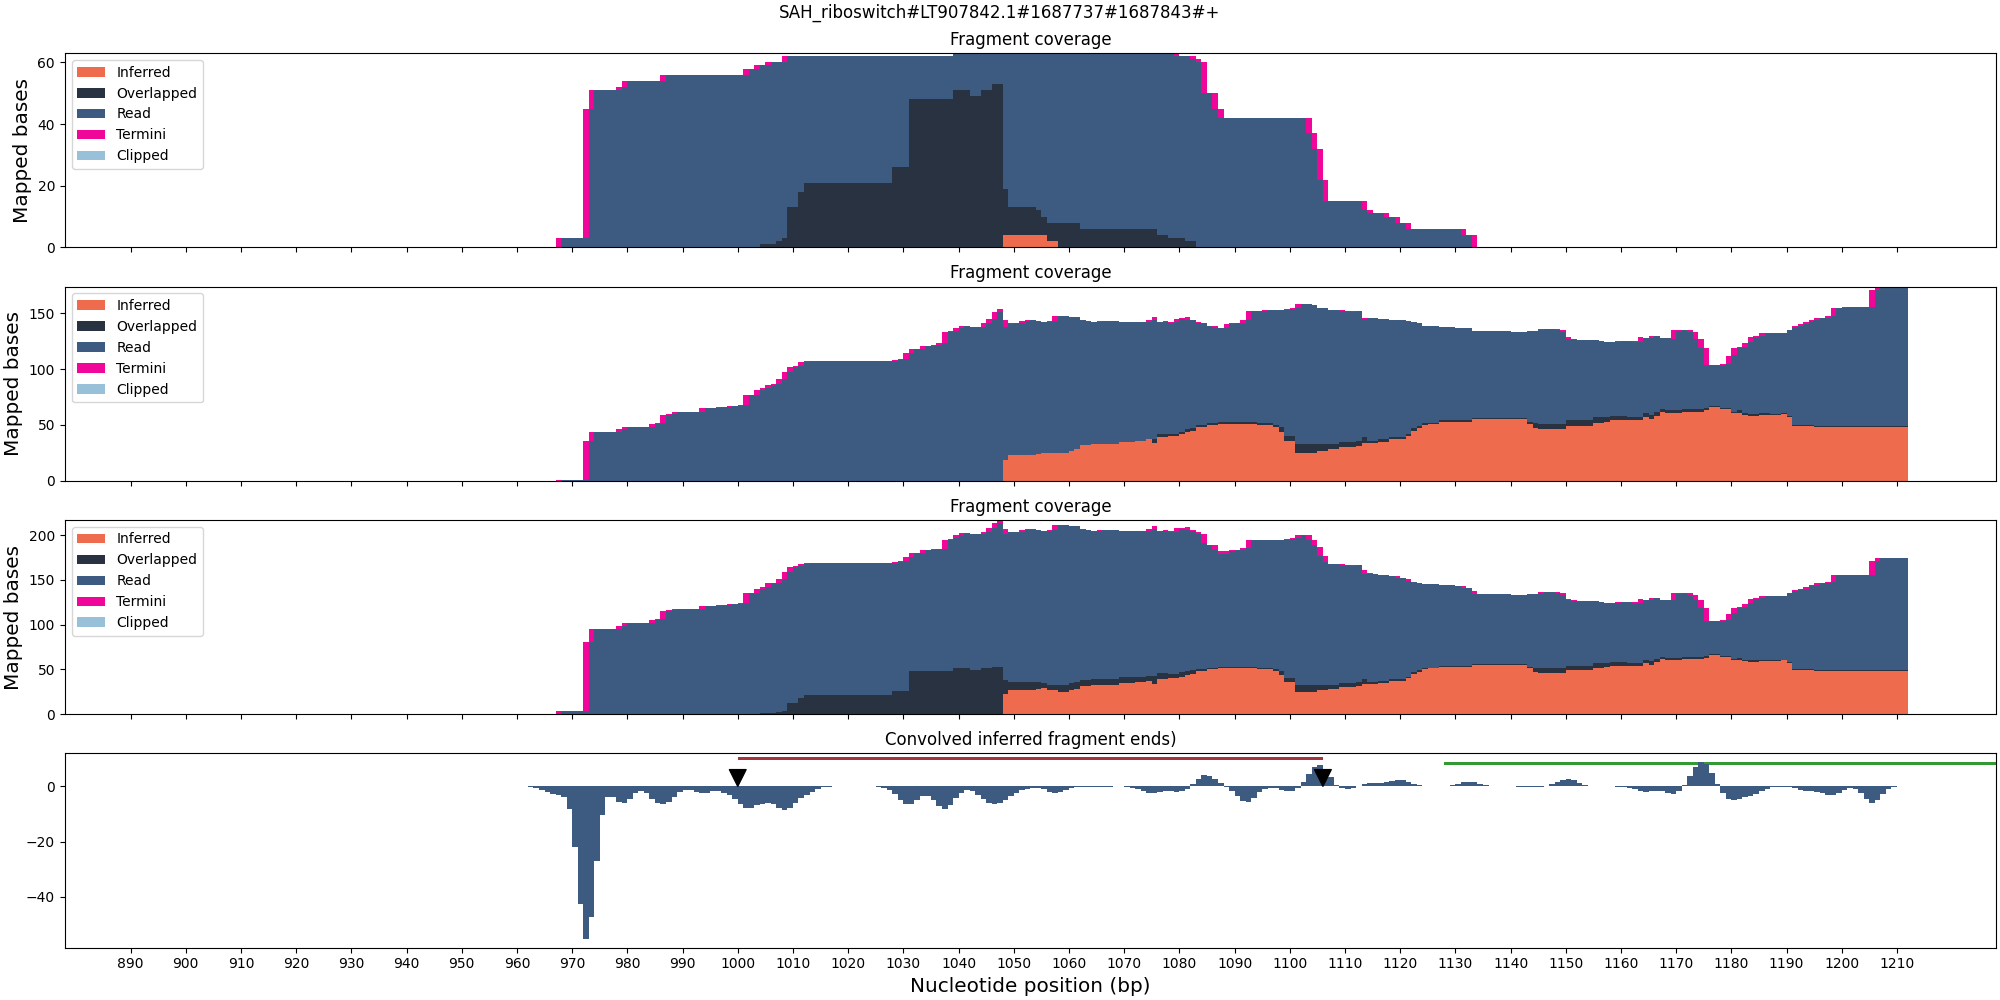 SAH_riboswitch#LT907842.1#1687737#1687843#+
Fragment coverage
Mapped bases
60
40
20
0
Inferred
Overlapped
Read
Termini
Clipped
Fragment coverage
Mapped bases
150
100
50
0
Inferred
Overlapped
Read
Termini
Clipped
Fragment coverage
Mapped bases
200
150
100
50
0
Inferred
Overlapped
Read
Termini
Clipped
Convolved inferred fragment ends)
0
−20
−40
890 900 910 920 930 940 950 960 970 980 990 1000 1010 1020 1030 1040 1050 1060 1070 1080 1090 1100 1110 1120 1130 1140 1150 1160 1170 1180 1190 1200 1210
Nucleotide position (bp)